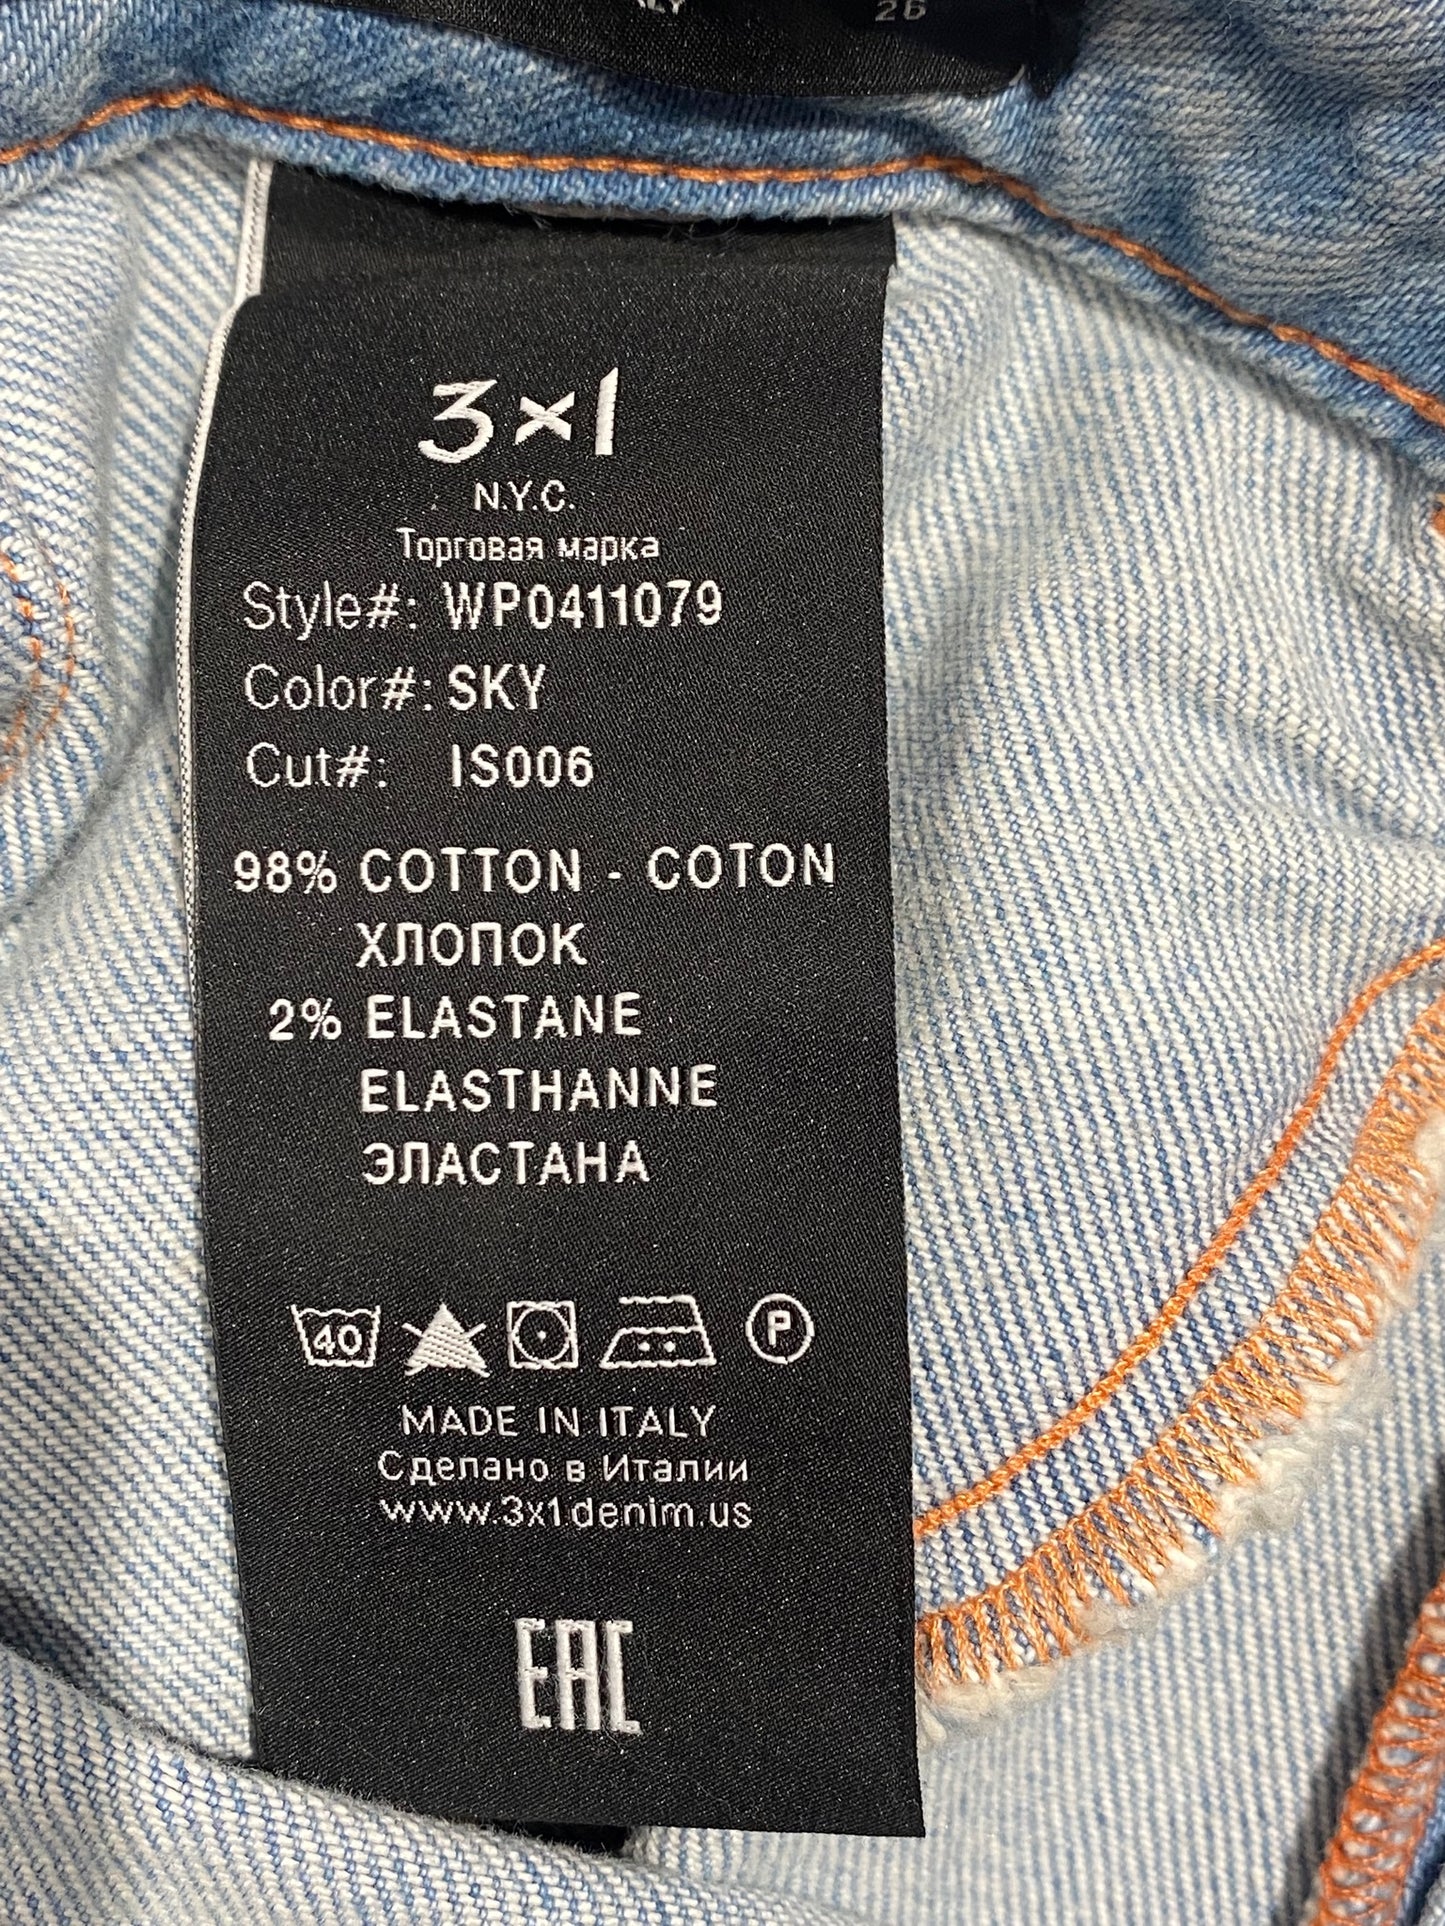 26
3x1
N.Y.C.
Торговая марка
Style#: WP0411079
Color#: SKY
Cut#: IS006
98% COTTON - COTON
ХЛОПОК
2% ELASTANE
ELASTHANNE
ЭЛАСТАНА
40 P
MADE IN ITALY
Сделано в Италии
www.3x1denim.us
EAC